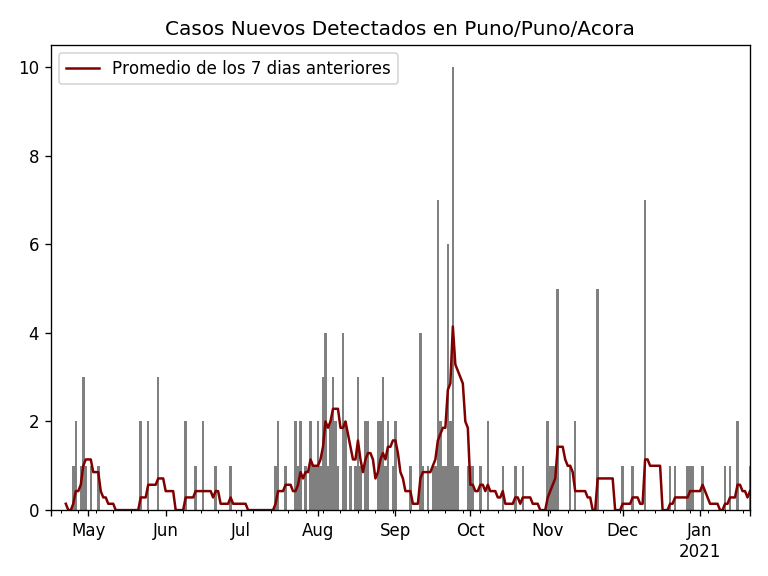 Casos Nuevos Detectados en Puno/Puno/Acora
Promedio de los 7 dias anteriores
10
8
6
4
2
0
May Jun Jul Aug Sep Oct Nov Dec Jan
2021